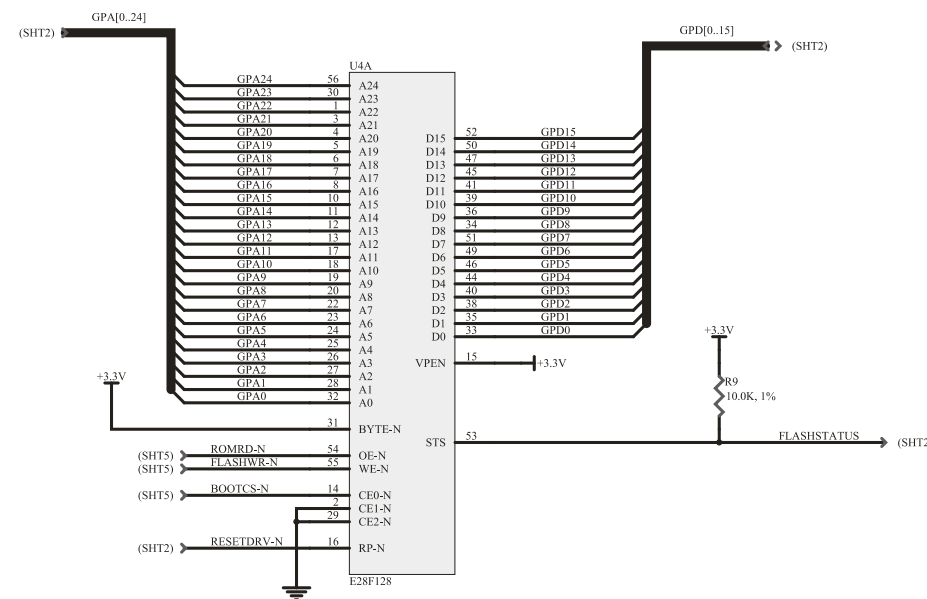 GPA[0..24]
(SHT2)
GPD[0..15]
(SHT2)
U4A
GPA24 56 A24
GPA23 30 A23
GPA22 1 A22
GPA21 3 A21
GPA20 4 A20 D15 52 GPD15
GPA19 5 A19 D14 50 GPD14
GPA18 6 A18 D13 47 GPD13
GPA17 7 A17 D12 45 GPD12
GPA16 8 A16 D11 41 GPD11
GPA15 10 A15 D10 39 GPD10
GPA14 11 A14 D9 36 GPD9
GPA13 12 A13 D8 34 GPD8
GPA12 13 A12 D7 51 GPD7
GPA11 17 A11 D6 49 GPD6
GPA10 18 A10 D5 46 GPD5
GPA9 19 A9 D4 44 GPD4
GPA8 20 A8 D3 40 GPD3
GPA7 22 A7 D2 38 GPD2
GPA6 23 A6 D1 35 GPD1
GPA5 24 A5 D0 33 GPD0
GPA4 25 A4
GPA3 26 A3 VPEN 15 +3.3V
GPA2 27 A2
GPA1 28 A1
GPA0 32 A0
+3.3V
+3.3V
R9
10.0K, 1%
31 BYTE-N
STS 53 FLASHSTATUS (SHT2
(SHT5) ROMRD-N 54 OE-N
(SHT5) FLASHWR-N 55 WE-N
(SHT5) BOOTCS-N 14 CE0-N
2 CE1-N
29 CE2-N
(SHT2) RESETDRV-N 16 RP-N
E28F128